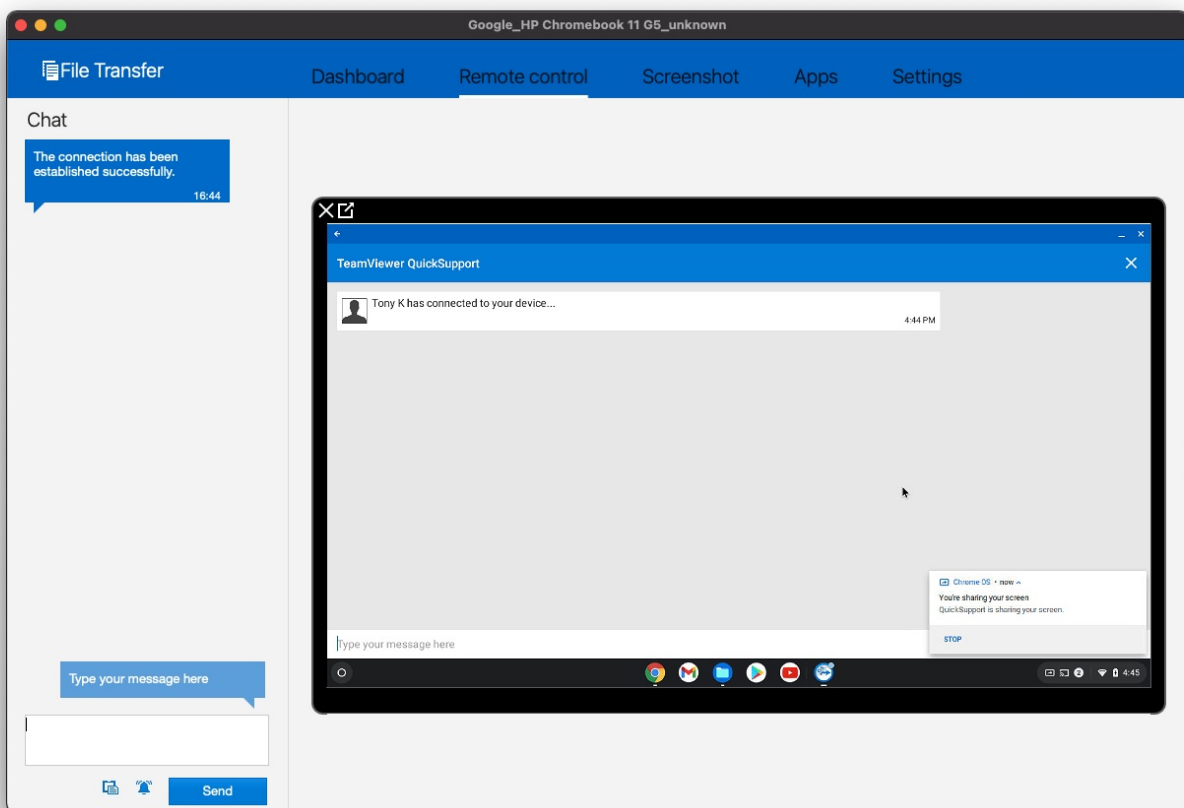 Google_HP Chromebook 11 G5_unknown
File Transfer
Dashboard
Remote control
Screenshot
Apps
Settings
Chat
The connection has been
established successfully.
16:44
TeamViewer QuickSupport
Tony K has connected to your device...
4:44 PM
Chrome OS • now
You're sharing your screen
QuickSupport is sharing your screen.
STOP
Type your message here
2
4:45
Type your message here
Send